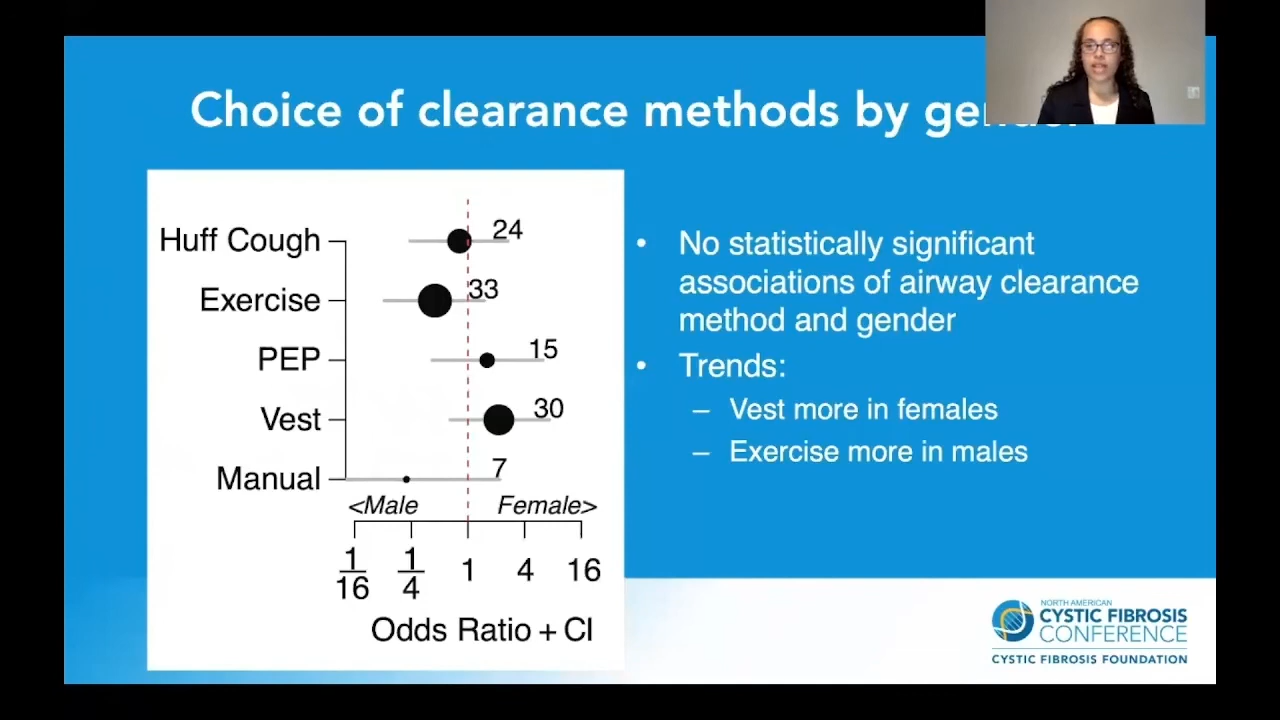 Choice of clearance methods by gender
Huff Cough
24
Exercise
33
PEP
15
Vest
30
Manual
7
<Male
Female>
1/16
1/4
1
4
16
Odds Ratio + CI
• No statistically significant
associations of airway clearance
method and gender
• Trends:
– Vest more in females
– Exercise more in males
NORTH AMERICAN
CYSTIC FIBROSIS
CONFERENCE
CYSTIC FIBROSIS FOUNDATION